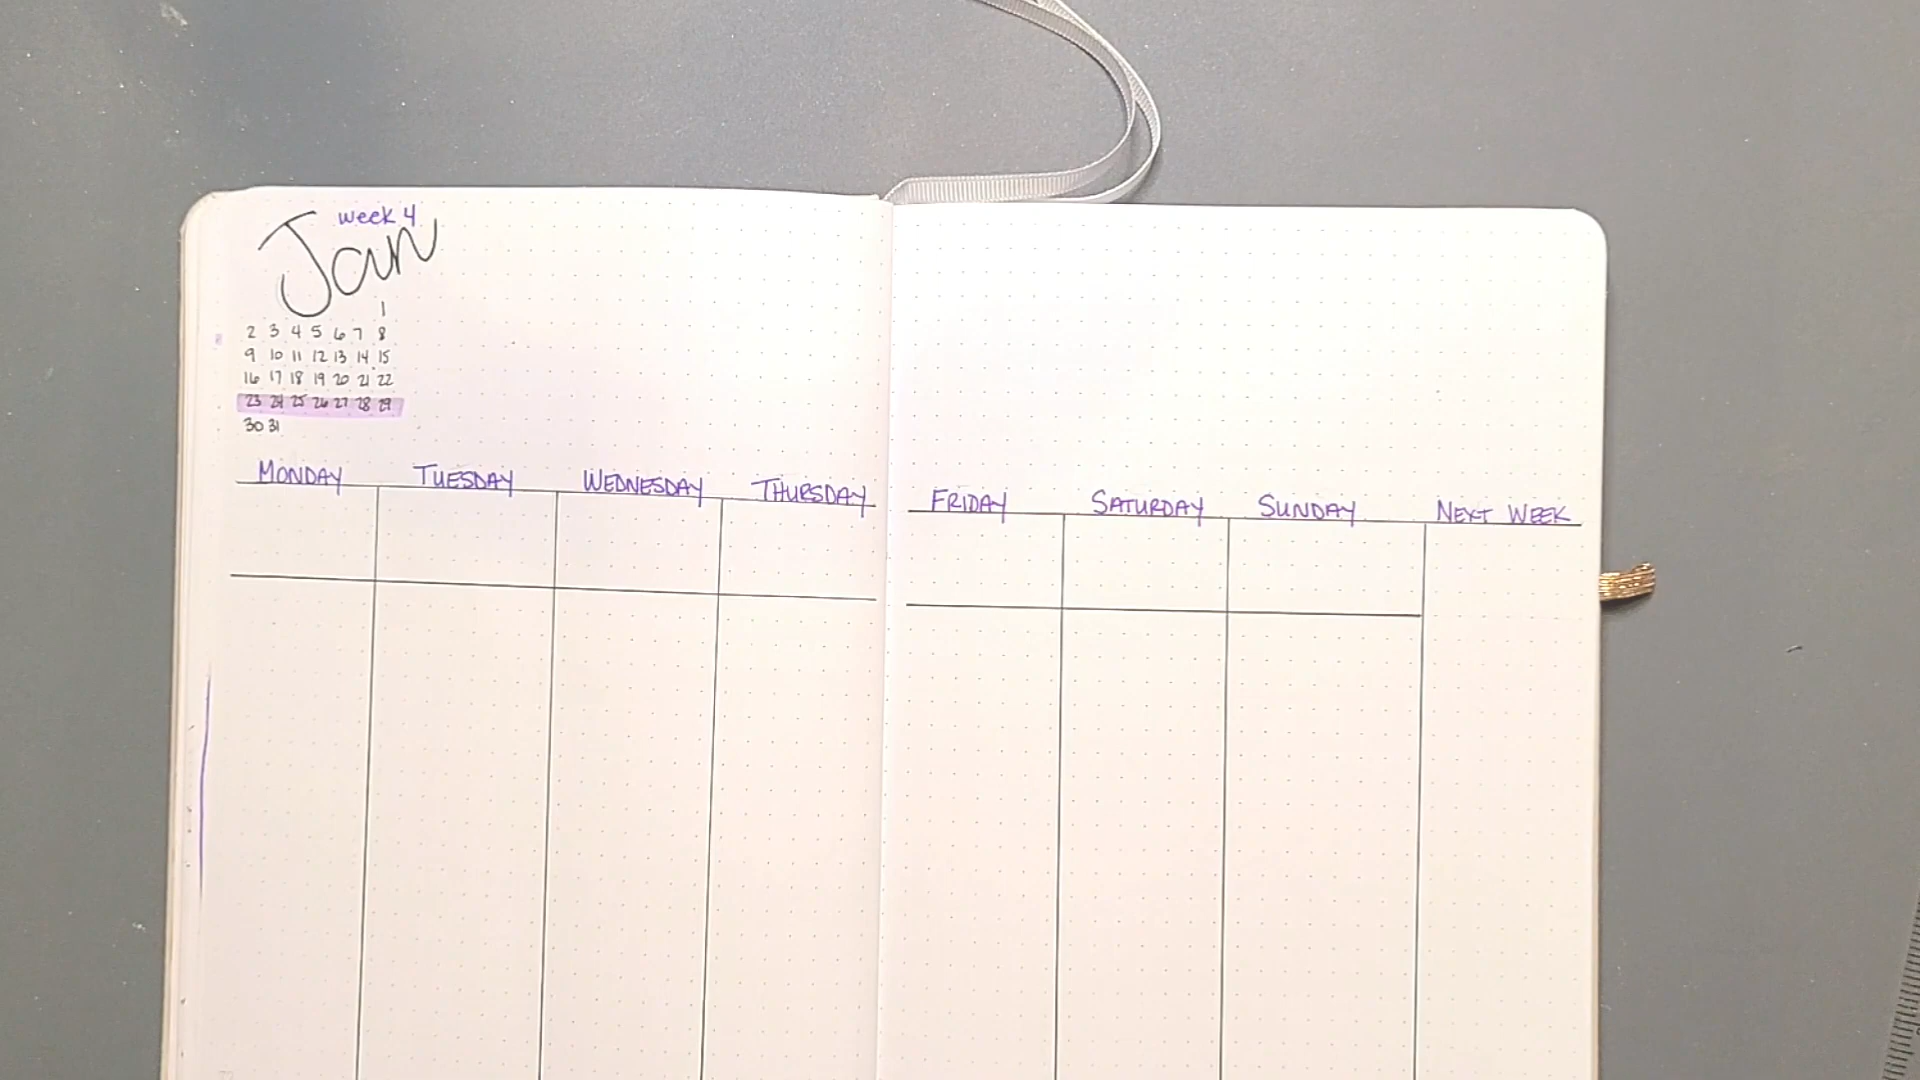 week 4
Jan
1
2 3 4 5 6 7 8
9 10 11 12 13 14 15
16 17 18 19 20 21 22
23 24 25 26 27 28 29
30 31
MONDAY TUESDAY WEDNESDAY THURSDAY FRIDAY SATURDAY SUNDAY NEXT WEEK